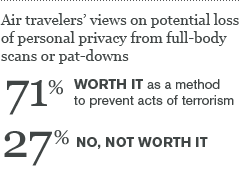 Air travelers' views on potential loss
of personal privacy from full-body
scans or pat-downs
71% WORTH IT as a method
to prevent acts of terrorism
27% NO, NOT WORTH IT